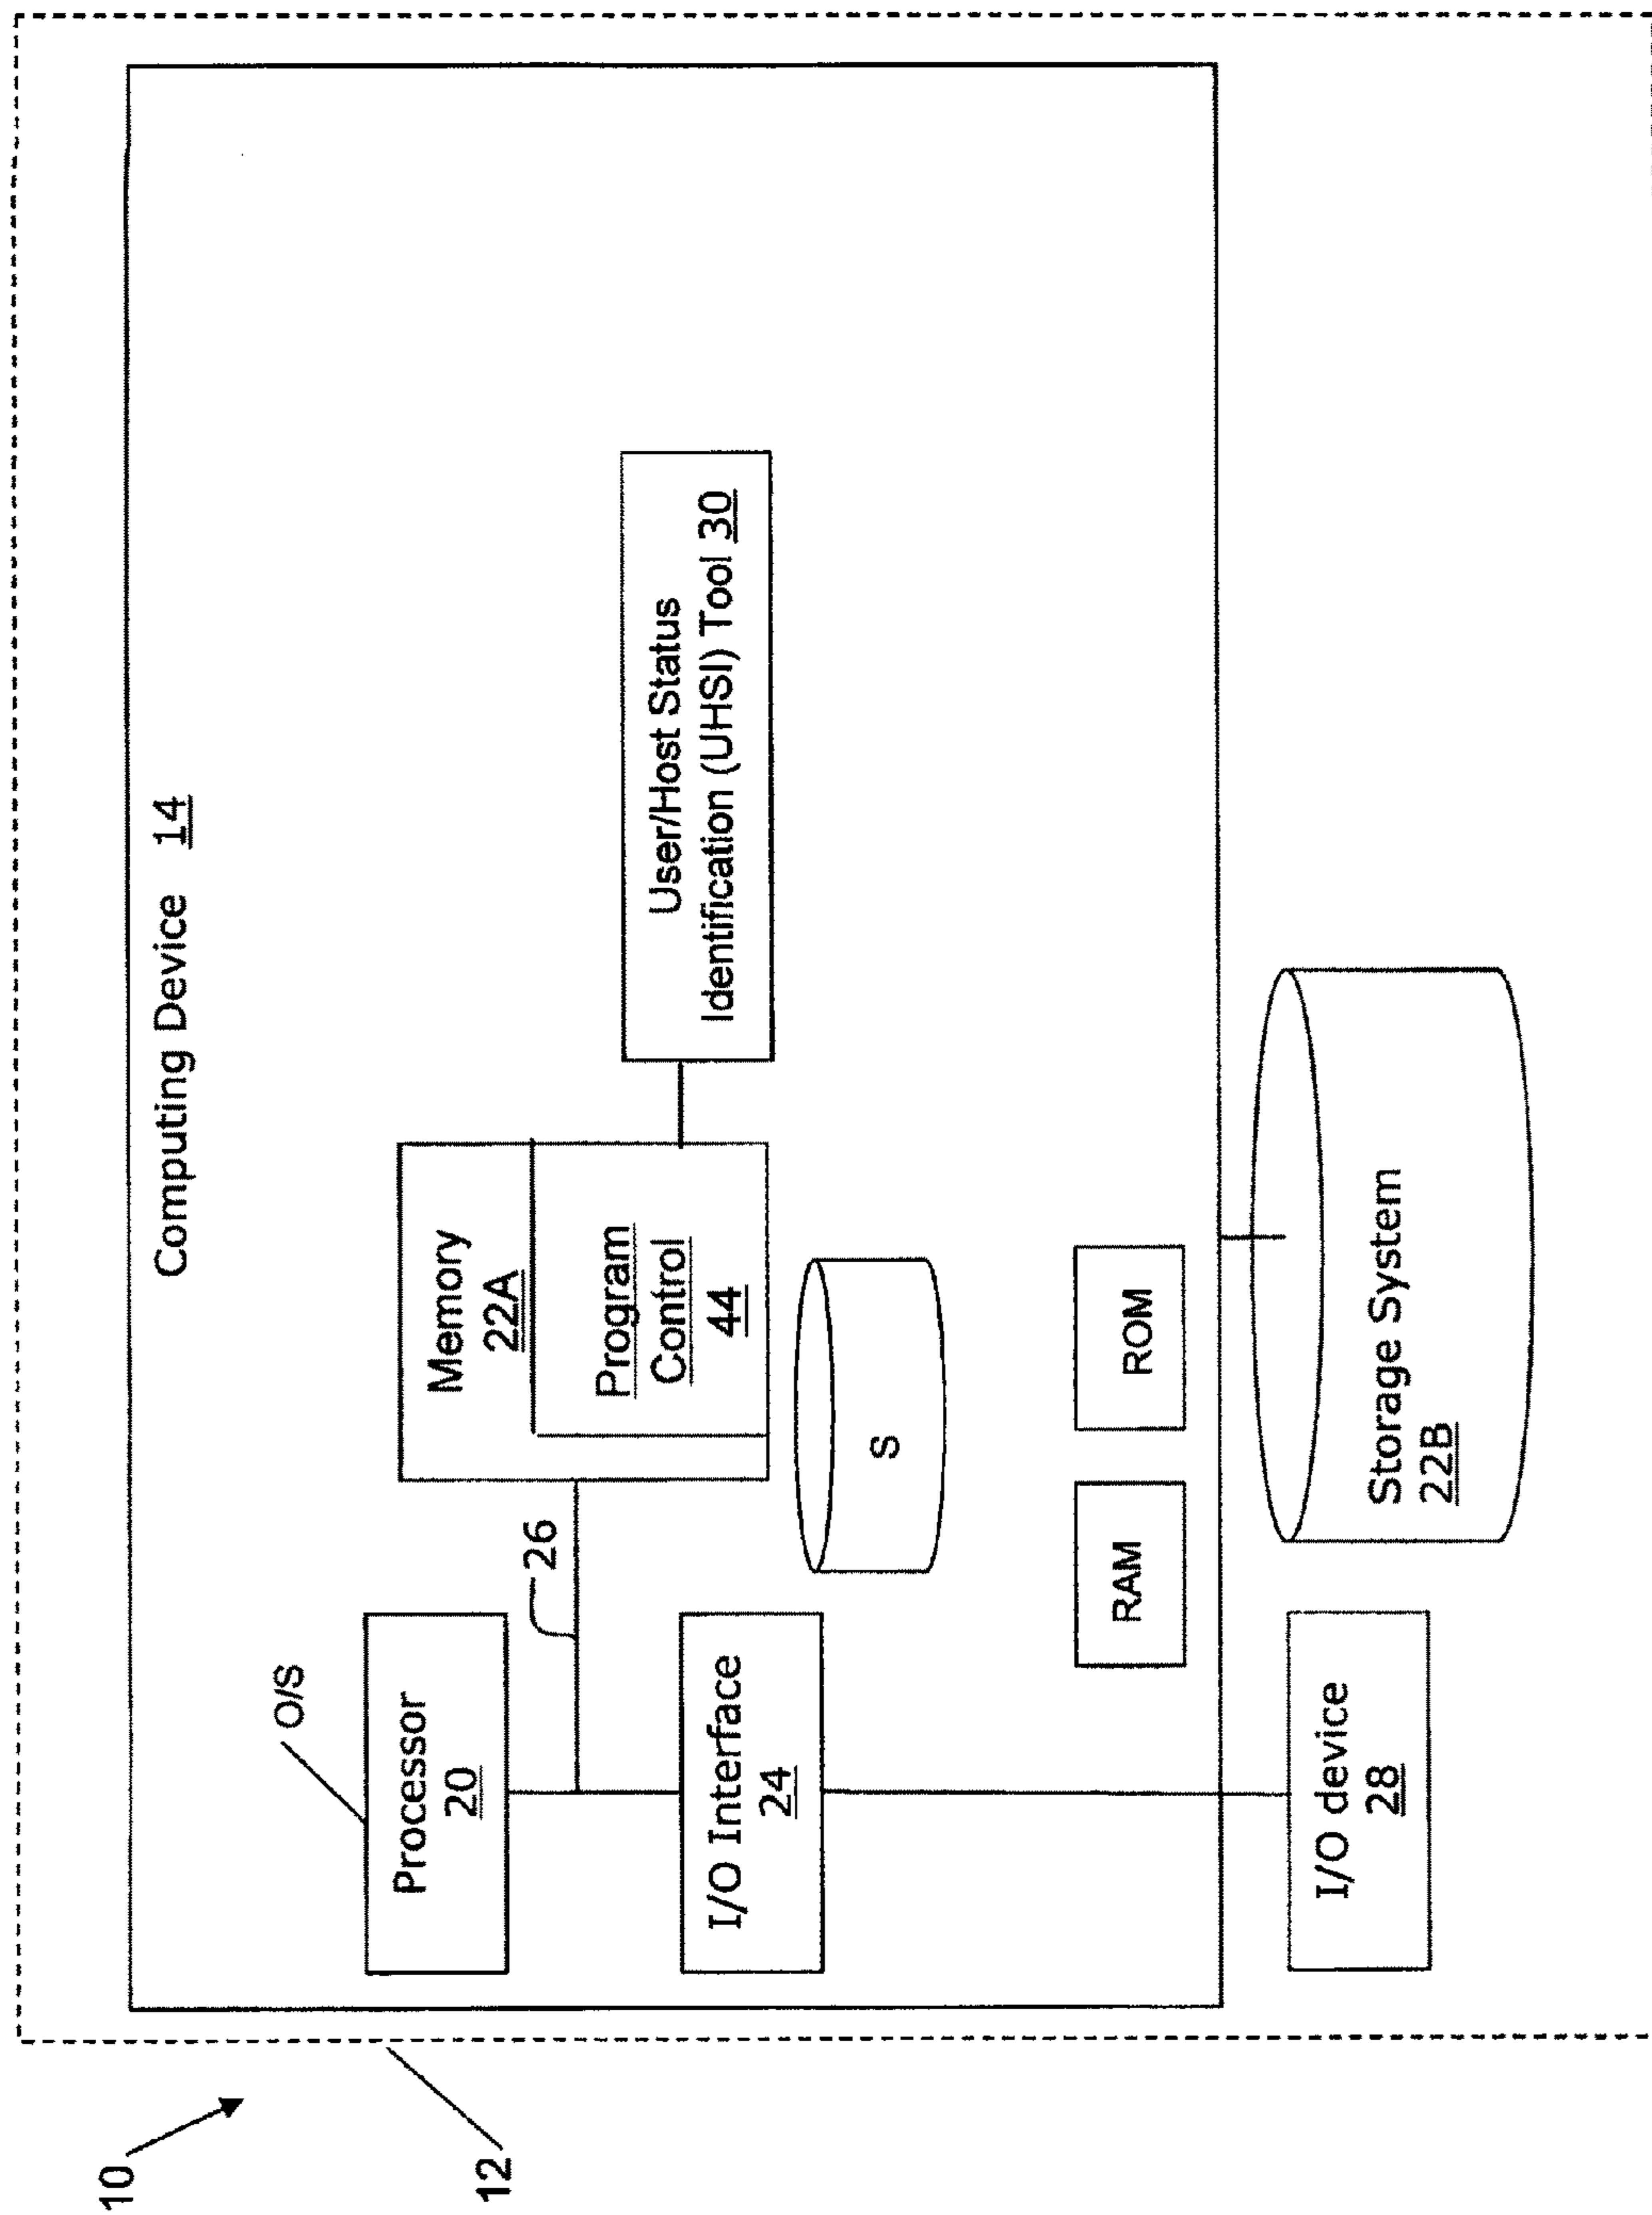 10
12
Computing Device 14
O/S
Processor
20
26
Memory
22A
Program
Control
44
User/Host Status
Identification (UHSI) Tool 30
I/O Interface
24
S
RAM
ROM
I/O device
28
Storage System
22B